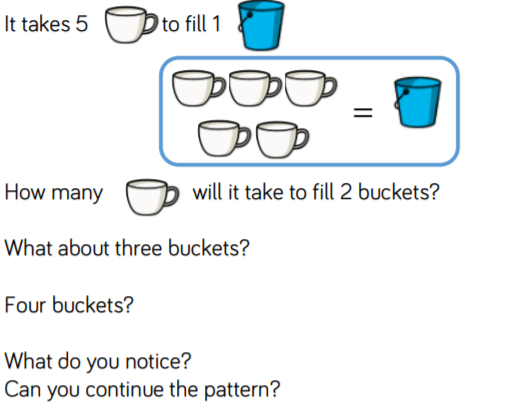 It takes 5 to fill 1
=
How many will it take to fill 2 buckets?
What about three buckets?
Four buckets?
What do you notice?
Can you continue the pattern?